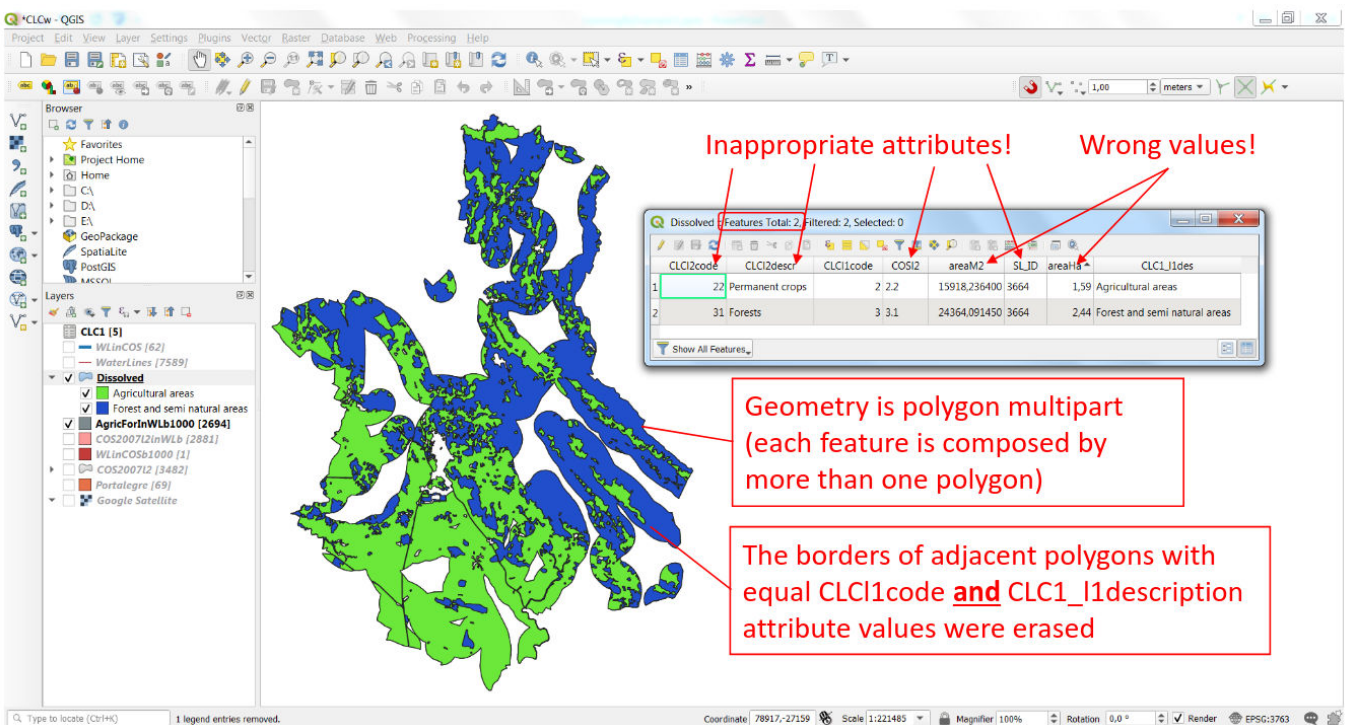 *CLCw - QGIS
Project Edit View Layer Settings Plugins Vector Raster Database Web Processing Help
1,00 meters
Browser
Favorites
Project Home
Home
C:\
D:\
E:\
GeoPackage
SpatiaLite
PostGIS
MSSQL
Layers
CLC1 [5]
WLinCOS [62]
WaterLines [7589]
Dissolved
Agricultural areas
Forest and semi natural areas
AgricForInWLb1000 [2694]
COS2007l2inWLb [2881]
WLinCOSb1000 [1]
COS2007l2 [3482]
Portalegre [69]
Google Satellite
Inappropriate attributes! Wrong values!
Dissolved :: Features Total: 2, Filtered: 2, Selected: 0
CLCl2code CLCl2descr CLCl1code COSl2 areaM2 SL_ID areaHa CLC1_l1des
1 22 Permanent crops 2 2.2 15918,236400 3664 1,59 Agricultural areas
2 31 Forests 3 3.1 24364,091450 3664 2,44 Forest and semi natural areas
Show All Features
Geometry is polygon multipart
(each feature is composed by
more than one polygon)
The borders of adjacent polygons with
equal CLCl1code and CLC1_l1description
attribute values were erased
Type to locate (Ctrl+K) 1 legend entries removed. Coordinate 78917,-27159 Scale 1:221485 Magnifier 100% Rotation 0,0 ° Render EPSG:3763